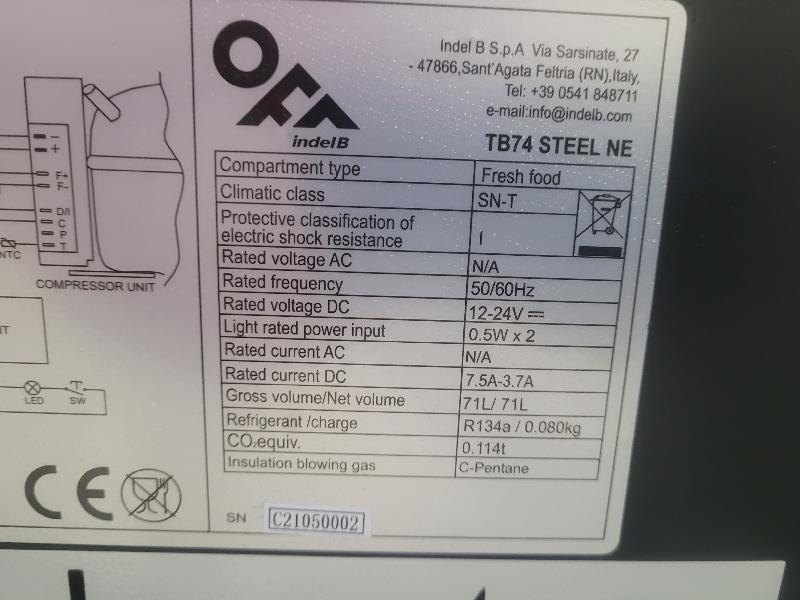 OFF
indelB
Indel B S.p.A Via Sarsinate, 27
- 47866,Sant'Agata Feltria (RN),Italy,
Tel: +39 0541 848711
e-mail:info@indelb.com
TB74 STEEL NE
Compartment type Fresh food
Climatic class SN-T
Protective classification of
electric shock resistance I
Rated voltage AC N/A
Rated frequency 50/60Hz
Rated voltage DC 12-24V ⎓
Light rated power input 0.5W x 2
Rated current AC N/A
Rated current DC 7.5A-3.7A
Gross volume/Net volume 71L/ 71L
Refrigerant /charge R134a / 0.080kg
CO₂equiv. 0.114t
Insulation blowing gas C-Pentane
SN C21050002
-
+
F+
F-
D/I
C
P
T
NTC
COMPRESSOR UNIT
IT
LED SW
CE